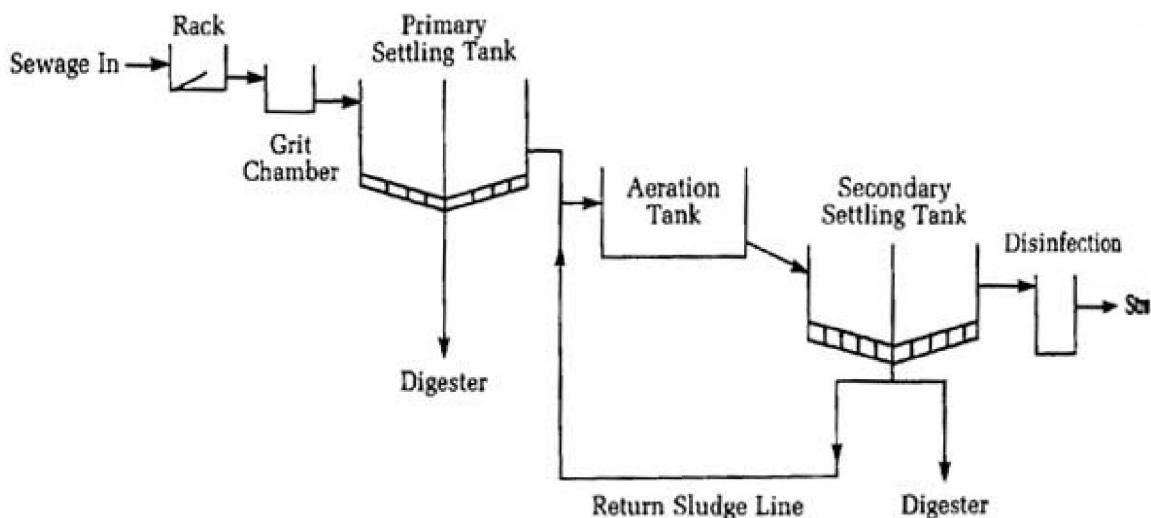 Rack
Sewage In
Grit
Chamber
Primary
Settling Tank
Digester
Aeration
Tank
Secondary
Settling Tank
Disinfection
Return Sludge Line
Digester